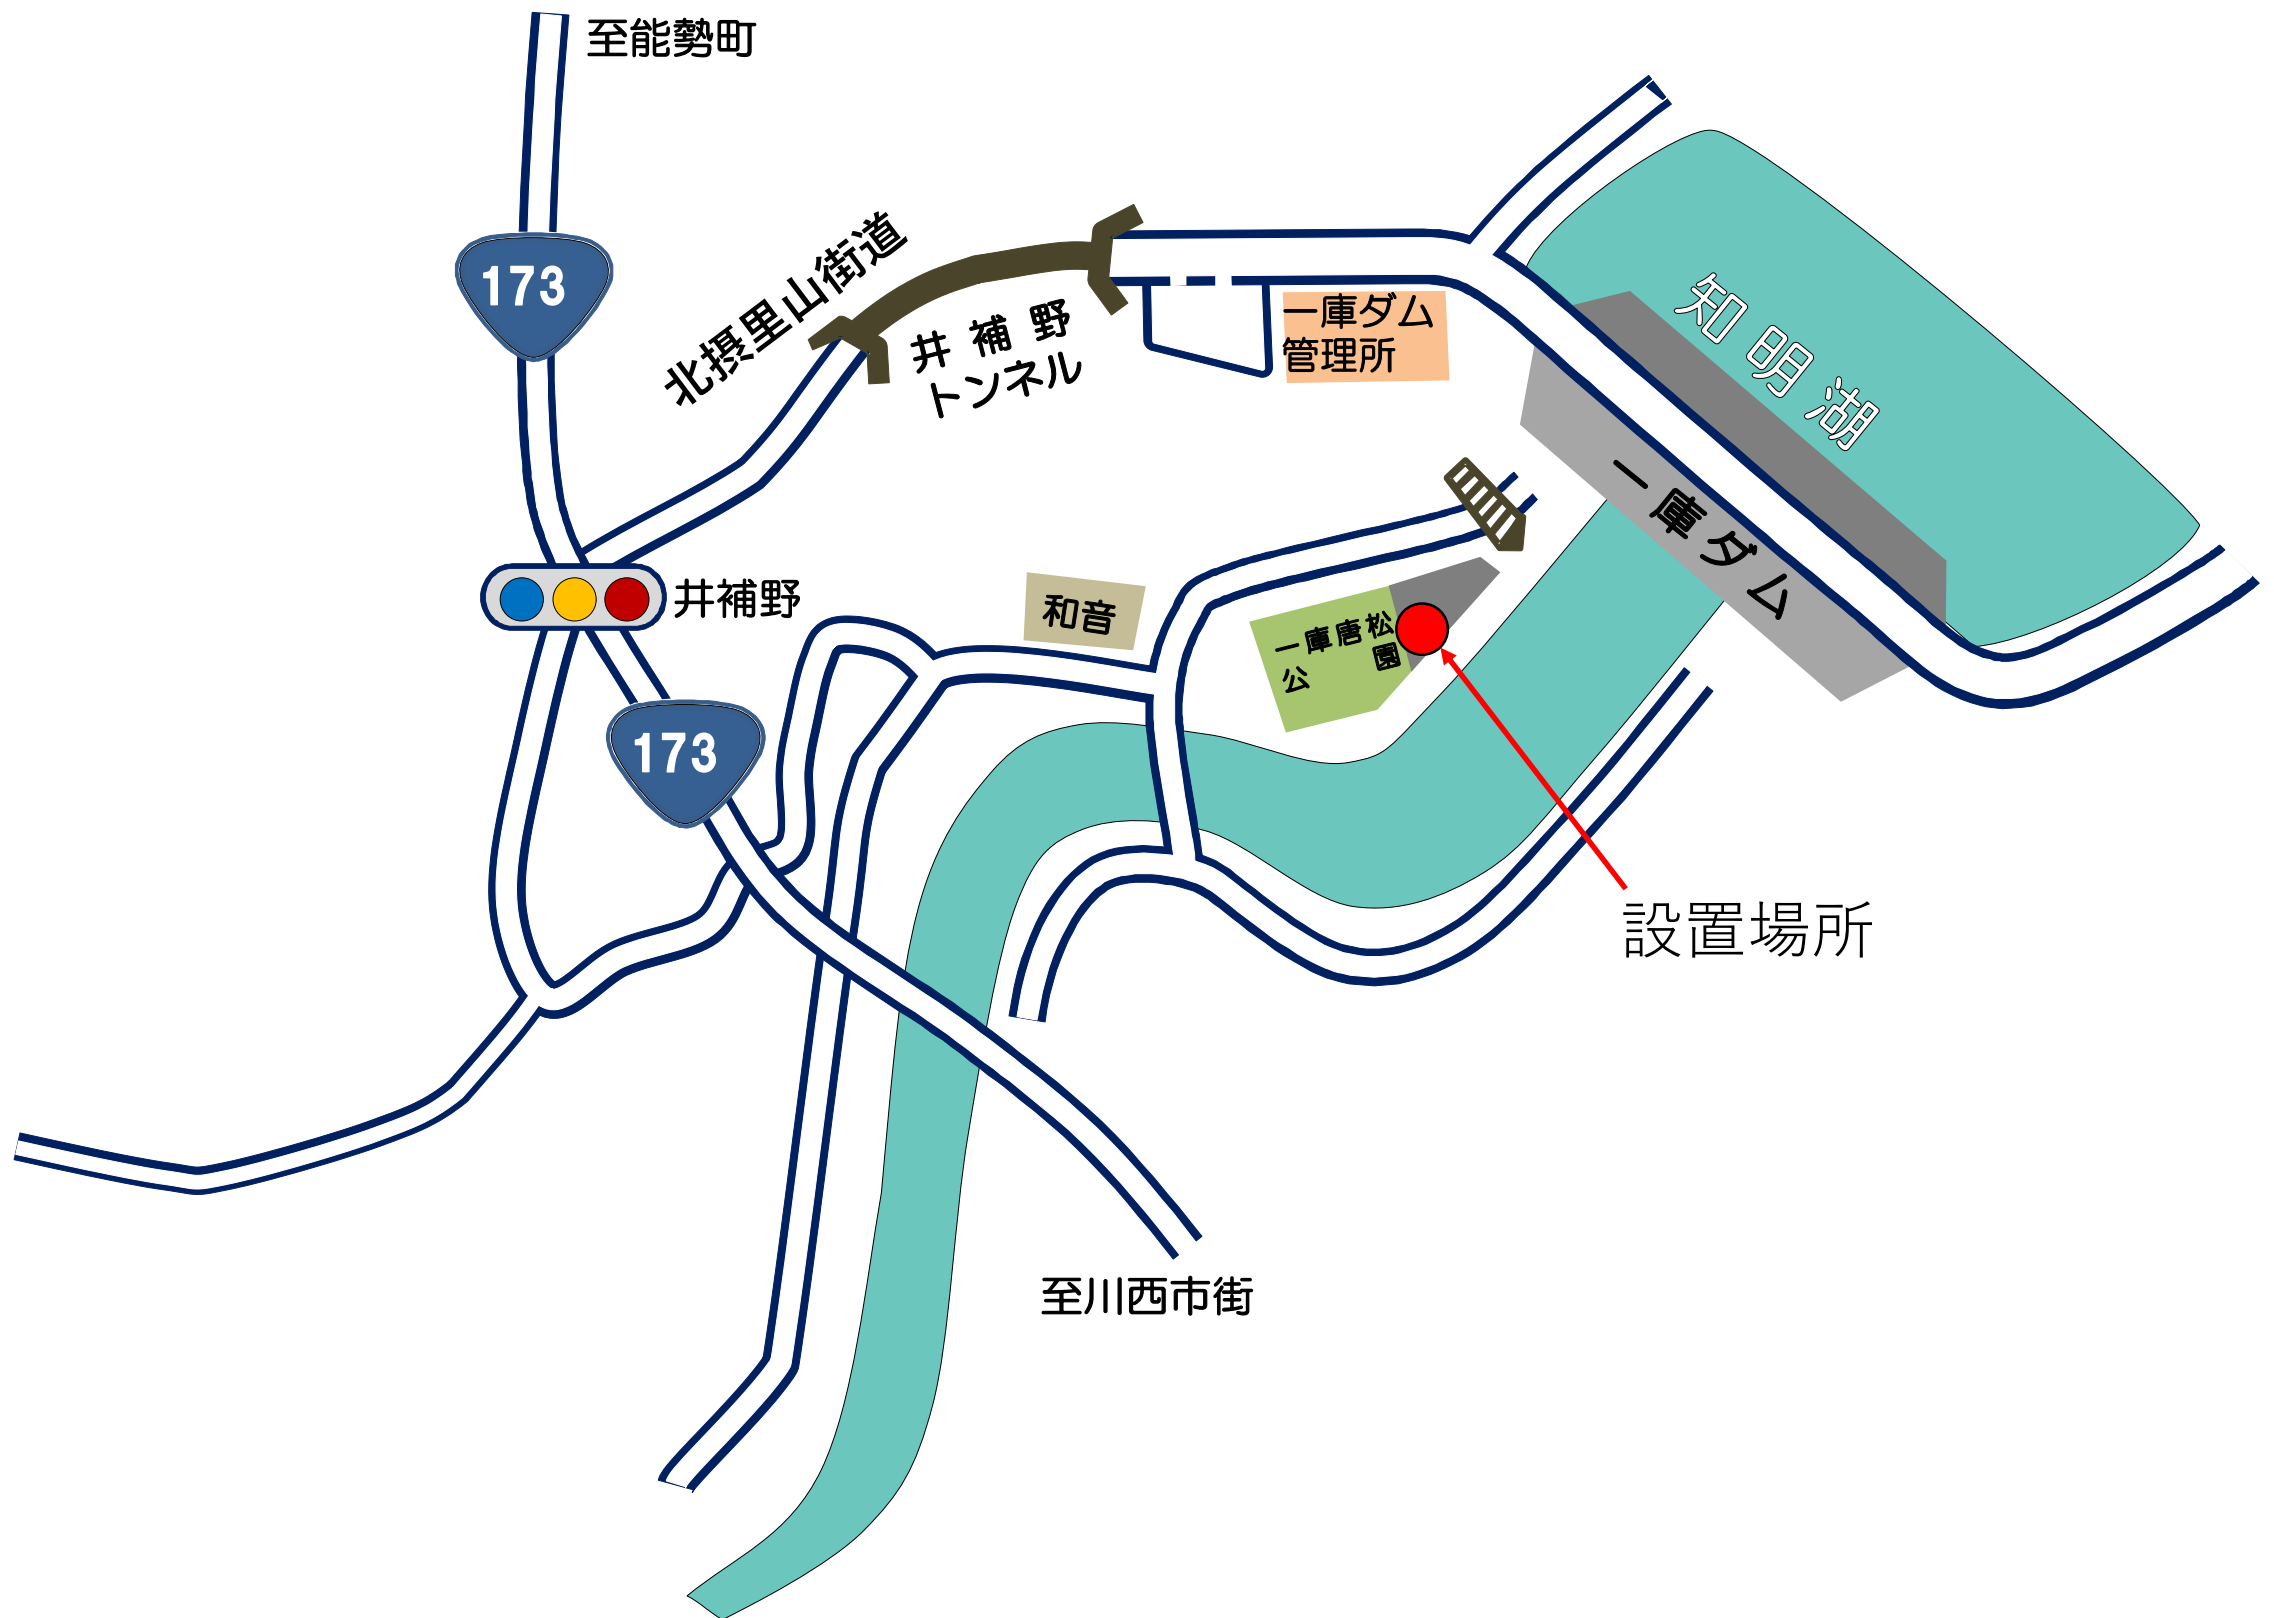 至能勢町
173
北摂里山街道
井補野
トンネル
一庫ダム
管理所
知明湖
一庫ダム
井補野
和音
一庫唐松
公園
173
設置場所
至川西市街